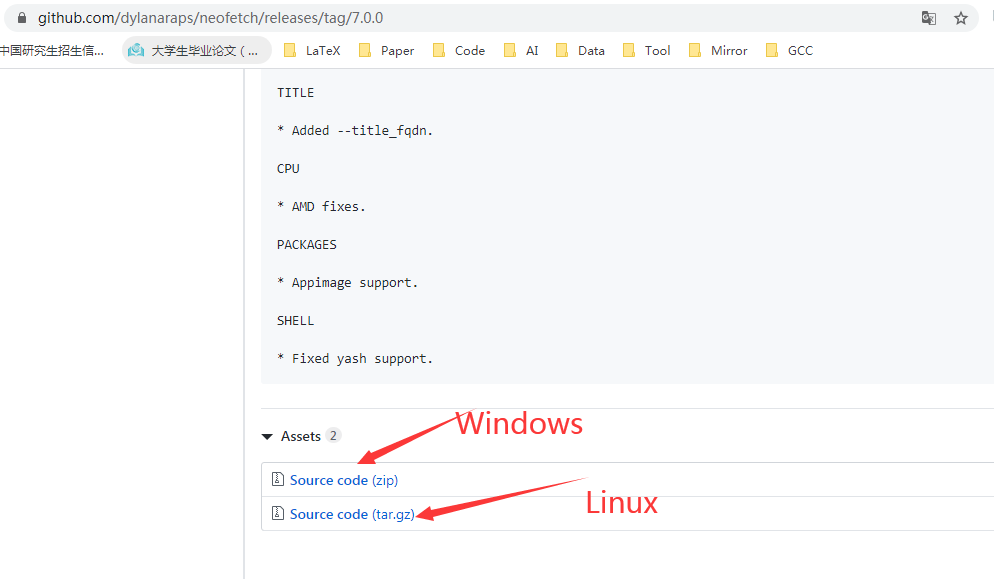 github.com/dylanaraps/neofetch/releases/tag/7.0.0
中国研究生招生信... 大学生毕业论文（... LaTeX Paper Code AI Data Tool Mirror GCC
TITLE
* Added --title_fqdn.
CPU
* AMD fixes.
PACKAGES
* Appimage support.
SHELL
* Fixed yash support.
Windows
Assets 2
Source code (zip)
Linux
Source code (tar.gz)